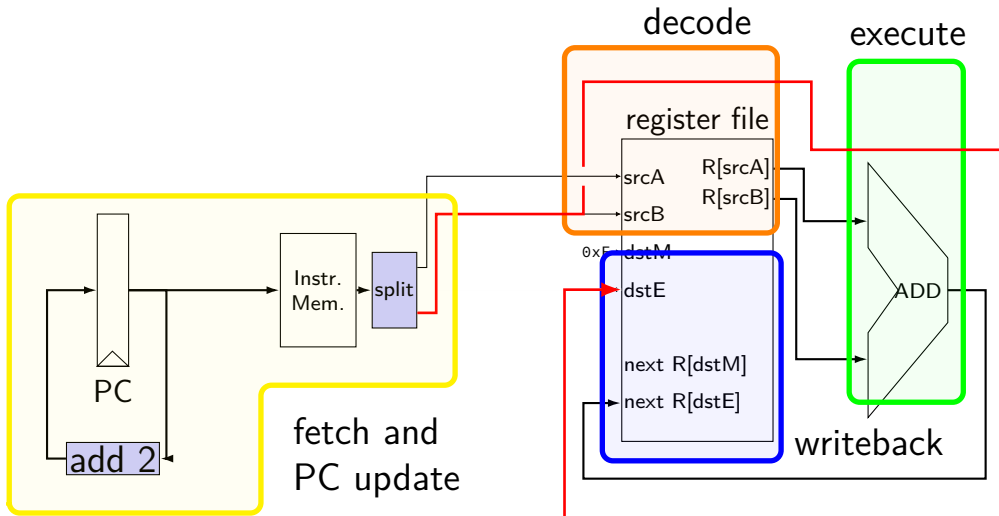 decode
execute
register file
srcA
R[srcA]
R[srcB]
srcB
0xF
dstM
Instr.
Mem.
split
dstE
ADD
next R[dstM]
PC
next R[dstE]
fetch and
PC update
writeback
add 2